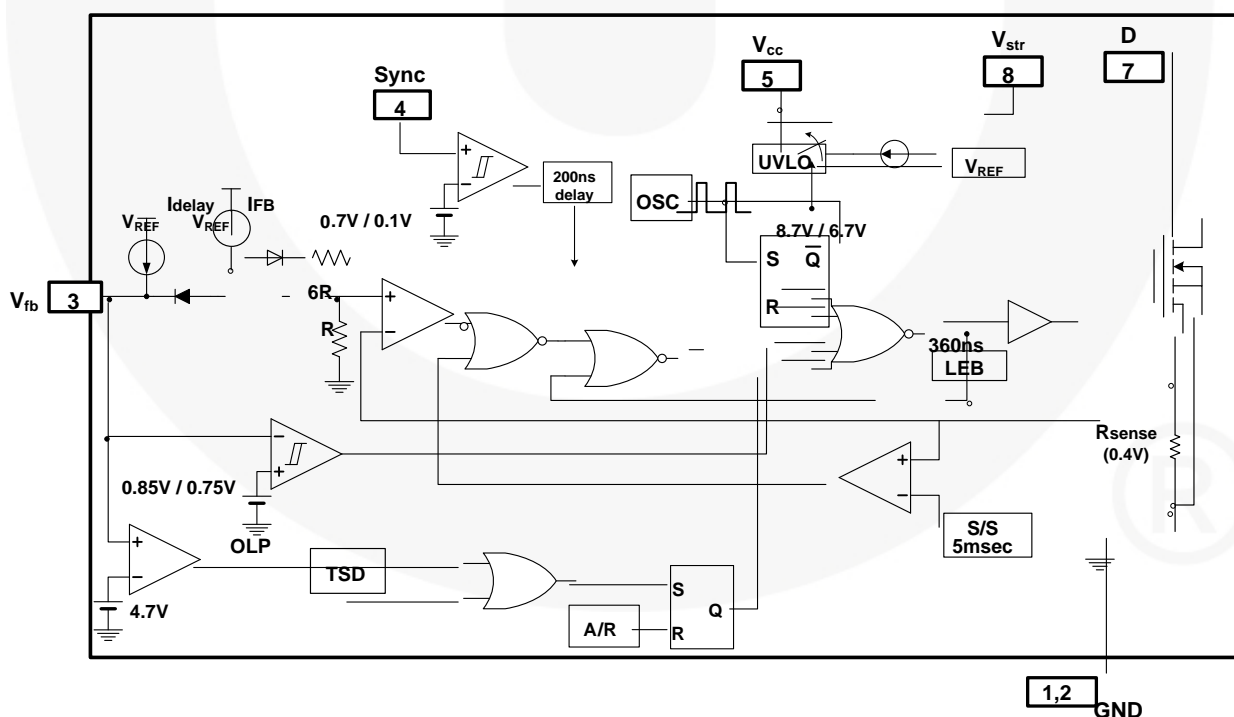 Vcc
Vstr
D
5
8
7
Sync
4
+
−
200ns
delay
UVLO
VREF
OSC
8.7V / 6.7V
Idelay
IFB
VREF
VREF
0.7V / 0.1V
S
Q
R
Vfb
3
6R
+
−
R
360ns
LEB
Rsense
(0.4V)
−
+
0.85V / 0.75V
OLP
+
−
S/S
5msec
+
−
4.7V
TSD
S
Q
R
A/R
1,2
GND
®